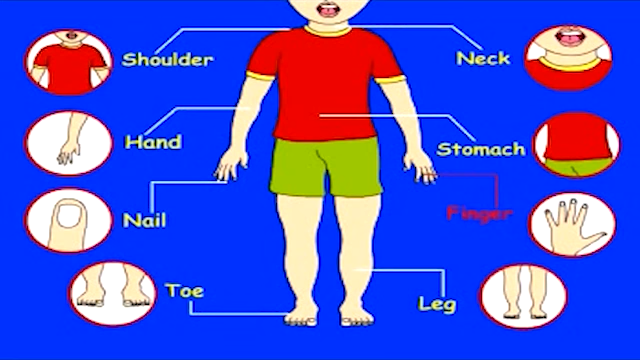 Shoulder
Neck
Hand
Stomach
Nail
Finger
Toe
Leg